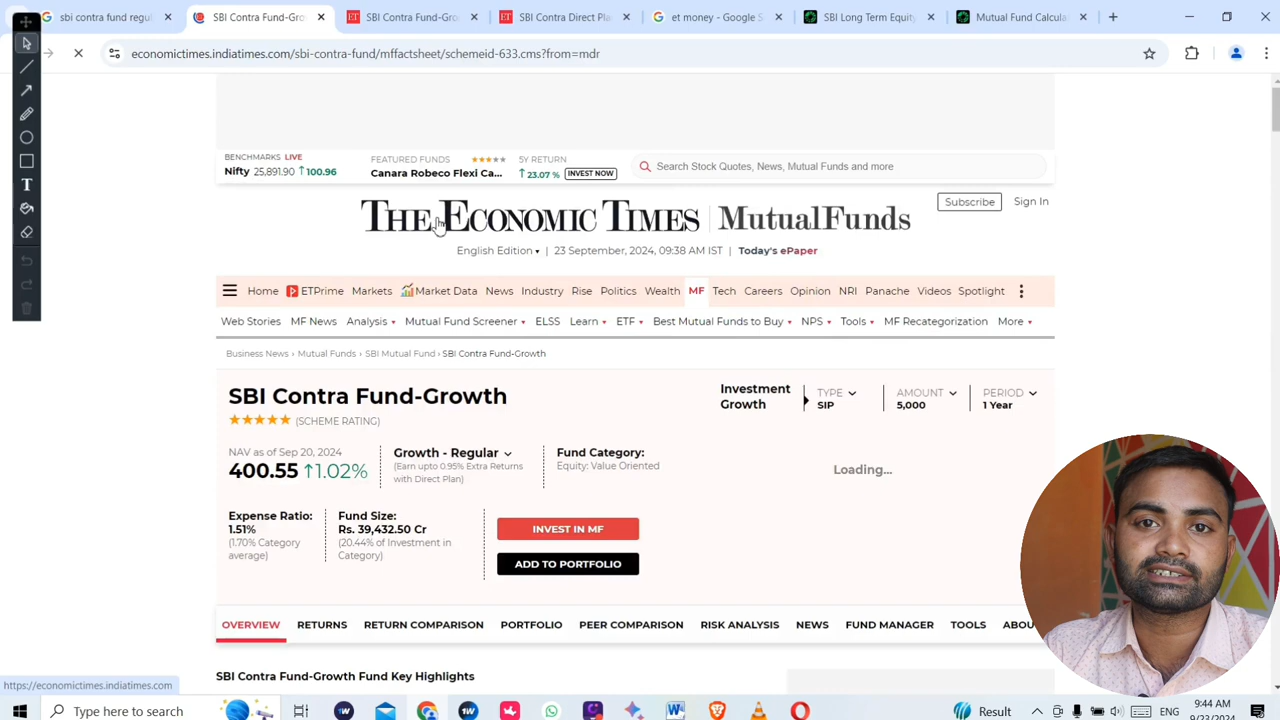 sbi contra fund regul
SBI Contra Fund-Gro
SBI Contra Fund-Gro
SBI Contra Direct Pla
et money - Google S
SBI Long Term Equity
Mutual Fund Calcula
economictimes.indiatimes.com/sbi-contra-fund/mffactsheet/schemeid-633.cms?from=mdr
BENCHMARKS LIVE
Nifty 25,891.90 ↑100.96
FEATURED FUNDS ★★★★★
Canara Robeco Flexi Ca...
5Y RETURN
↑23.07 % INVEST NOW
Search Stock Quotes, News, Mutual Funds and more
THE ECONOMIC TIMES | MutualFunds
Subscribe Sign In
English Edition ▾ | 23 September, 2024, 09:38 AM IST | Today's ePaper
Home ETPrime Markets Market Data News Industry Rise Politics Wealth MF Tech Careers Opinion NRI Panache Videos Spotlight
Web Stories MF News Analysis ▾ Mutual Fund Screener ▾ ELSS Learn ▾ ETF ▾ Best Mutual Funds to Buy ▾ NPS ▾ Tools ▾ MF Recategorization More ▾
Business News › Mutual Funds › SBI Mutual Fund › SBI Contra Fund-Growth
SBI Contra Fund-Growth
★★★★★ (SCHEME RATING)
Investment
Growth
TYPE
SIP
AMOUNT
5,000
PERIOD
1 Year
NAV as of Sep 20, 2024
400.55 ↑1.02%
Growth - Regular
(Earn upto 0.95% Extra Returns
with Direct Plan)
Fund Category:
Equity: Value Oriented
Loading...
Expense Ratio:
1.51%
(1.70% Category
average)
Fund Size:
Rs. 39,432.50 Cr
(20.44% of Investment in
Category)
INVEST IN MF
ADD TO PORTFOLIO
OVERVIEW RETURNS RETURN COMPARISON PORTFOLIO PEER COMPARISON RISK ANALYSIS NEWS FUND MANAGER TOOLS ABOU
SBI Contra Fund-Growth Fund Key Highlights
https://economictimes.indiatimes.com
Type here to search
Result
ENG
9:44 AM
9/23/2024
T